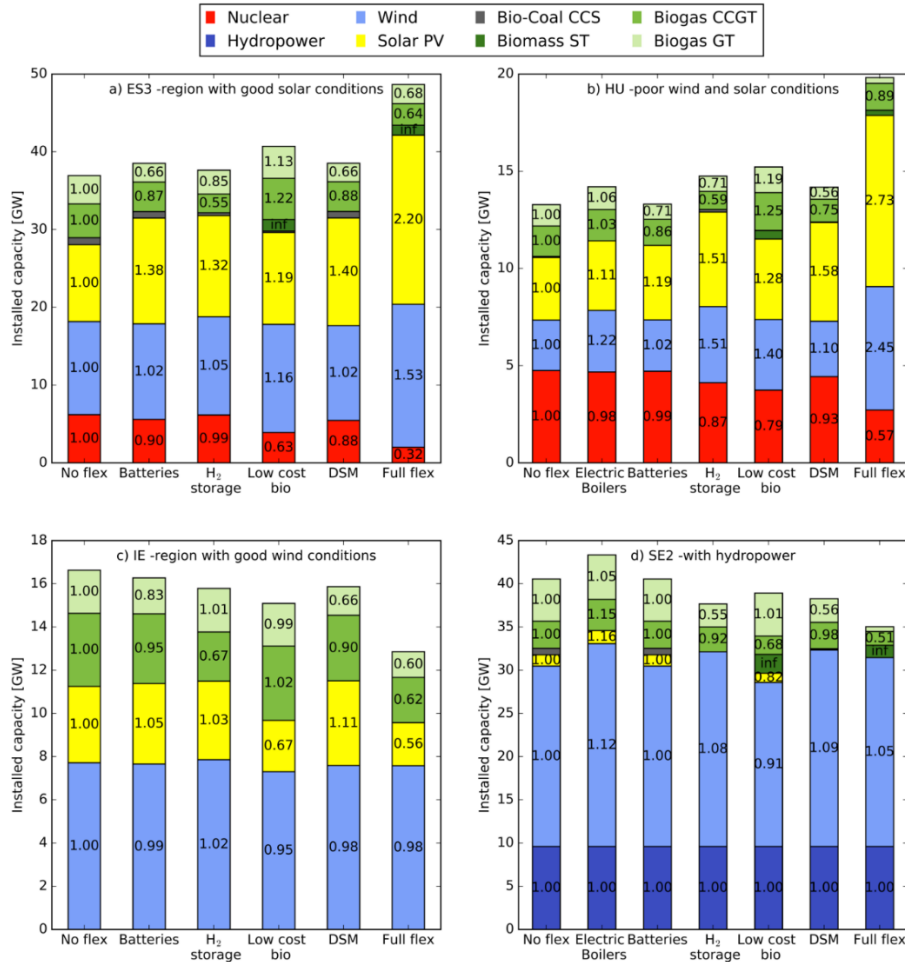 Nuclear Wind Bio-Coal CCS Biogas CCGT
Hydropower Solar PV Biomass ST Biogas GT
a) ES3 -region with good solar conditions
Installed capacity [GW]
50
40
30
20
10
0
1.00 1.00 1.00 1.00 1.00
0.66 0.87 1.38 1.02 0.90
0.85 0.55 1.32 1.05 0.99
1.13 1.22 inf 1.19 1.16 0.63
0.66 0.88 1.40 1.02 0.88
0.68 0.64 inf 2.20 1.53 0.32
No flex Batteries H2 Low cost DSM Full flex
storage bio
b) HU -poor wind and solar conditions
Installed capacity [GW]
20
15
10
5
0
1.00 1.00 1.00 1.00 1.00
1.06 1.03 1.11 1.22 0.98
0.71 0.86 1.19 1.02 0.99
0.71 0.59 1.51 1.51 0.87
1.19 1.25 1.28 1.40 0.79
0.56 0.75 1.58 1.10 0.93
0.89 2.73 2.45 0.57
No flex Electric Batteries H2 Low cost DSM Full flex
Boilers storage bio
c) IE -region with good wind conditions
Installed capacity [GW]
18
16
14
12
10
8
6
4
2
0
1.00 1.00 1.00 1.00
0.83 0.95 1.05 0.99
1.01 0.67 1.03 1.02
0.99 1.02 0.67 0.95
0.66 0.90 1.11 0.98
0.60 0.62 0.56 0.98
No flex Batteries H2 Low cost DSM Full flex
storage bio
d) SE2 -with hydropower
Installed capacity [GW]
45
40
35
30
25
20
15
10
5
0
1.00 1.00 1.00 1.00 1.00
1.05 1.15 1.16 1.12 1.00
1.00 1.00 1.00 1.00 1.00
0.55 0.92 1.08 1.00
1.01 0.68 inf 0.82 0.91 1.00
0.56 0.98 1.09 1.00
0.51 inf 1.05 1.00
No flex Electric Batteries H2 Low cost DSM Full flex
Boilers storage bio